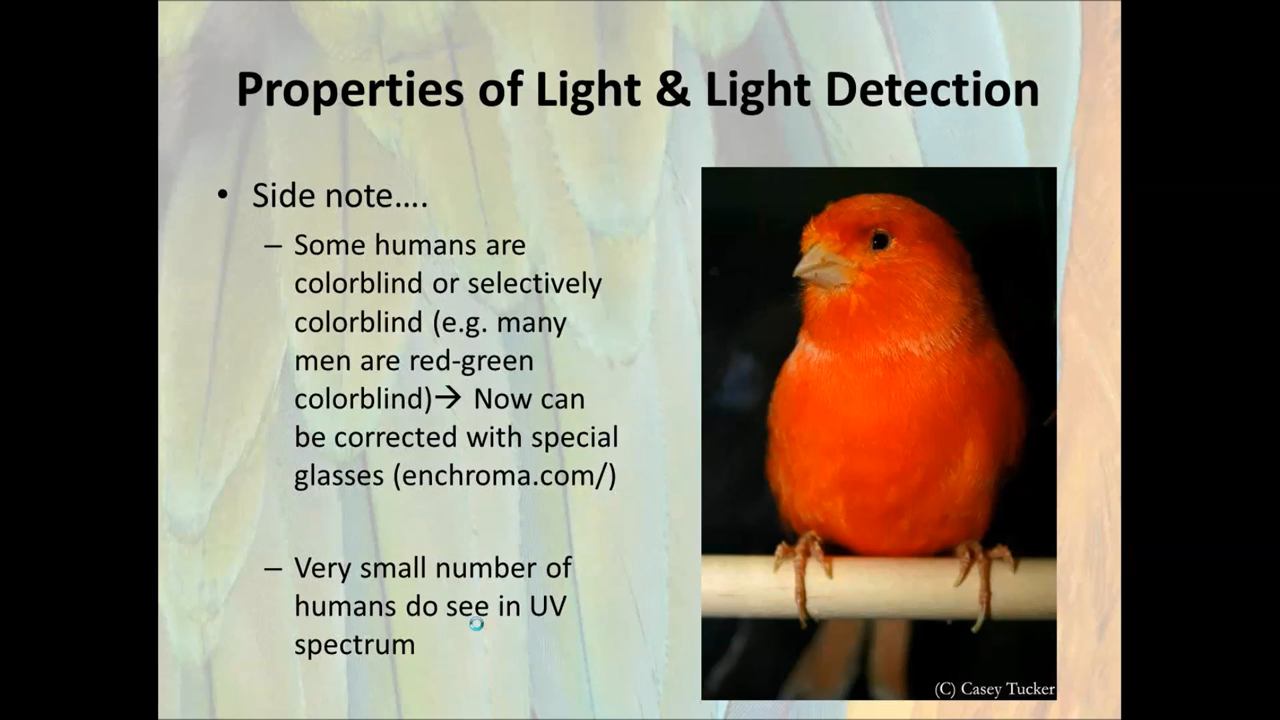 Properties of Light & Light Detection
• Side note….
– Some humans are
colorblind or selectively
colorblind (e.g. many
men are red-green
colorblind)→ Now can
be corrected with special
glasses (enchroma.com/)
– Very small number of
humans do see in UV
spectrum
(C) Casey Tucker